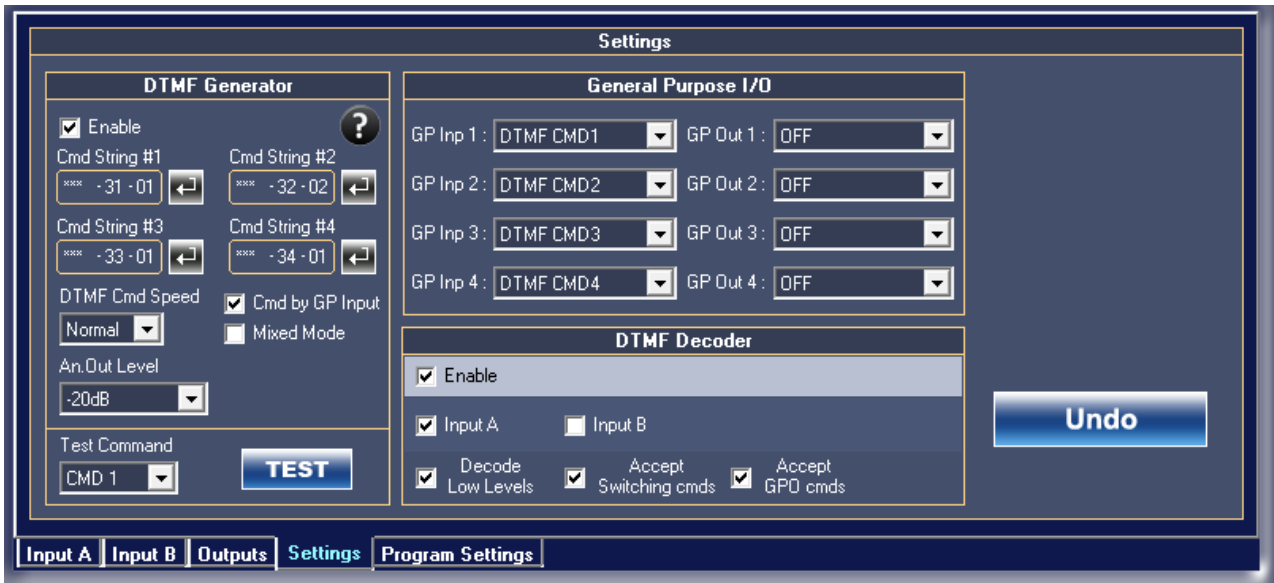 Settings
DTMF Generator
Enable
?
Cmd String #1 Cmd String #2
*** -31-01 *** -32-02
Cmd String #3 Cmd String #4
*** -33-01 *** -34-01
DTMF Cmd Speed
Normal
Cmd by GP Input
Mixed Mode
An.Out Level
-20dB
Test Command
CMD 1
TEST
General Purpose I/O
GP Inp 1 : DTMF CMD1 GP Out 1 : OFF
GP Inp 2 : DTMF CMD2 GP Out 2 : OFF
GP Inp 3 : DTMF CMD3 GP Out 3 : OFF
GP Inp 4 : DTMF CMD4 GP Out 4 : OFF
DTMF Decoder
Enable
Input A Input B
Decode
Low Levels
Accept
Switching cmds
Accept
GPO cmds
Undo
Input A Input B Outputs Settings Program Settings